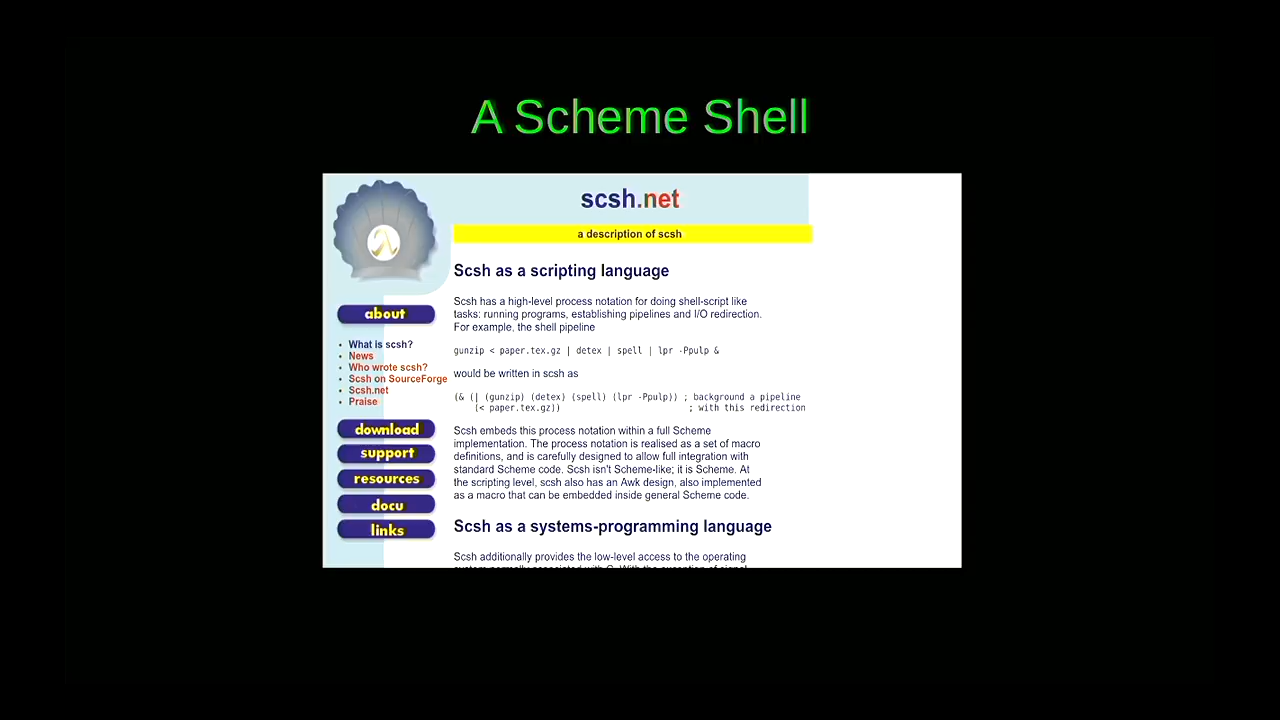 A Scheme Shell
scsh.net
a description of scsh
λ
about
What is scsh?
News
Who wrote scsh?
Scsh on SourceForge
Scsh.net
Praise
download
support
resources
docu
links
Scsh as a scripting language
Scsh has a high-level process notation for doing shell-script like
tasks: running programs, establishing pipelines and I/O redirection.
For example, the shell pipeline
gunzip < paper.tex.gz | detex | spell | lpr -Ppulp &
would be written in scsh as
(& (| (gunzip) (detex) (spell) (lpr -Ppulp)) ; background a pipeline
(< paper.tex.gz)) ; with this redirection
Scsh embeds this process notation within a full Scheme
implementation. The process notation is realised as a set of macro
definitions, and is carefully designed to allow full integration with
standard Scheme code. Scsh isn't Scheme-like; it is Scheme. At
the scripting level, scsh also has an Awk design, also implemented
as a macro that can be embedded inside general Scheme code.
Scsh as a systems-programming language
Scsh additionally provides the low-level access to the operating